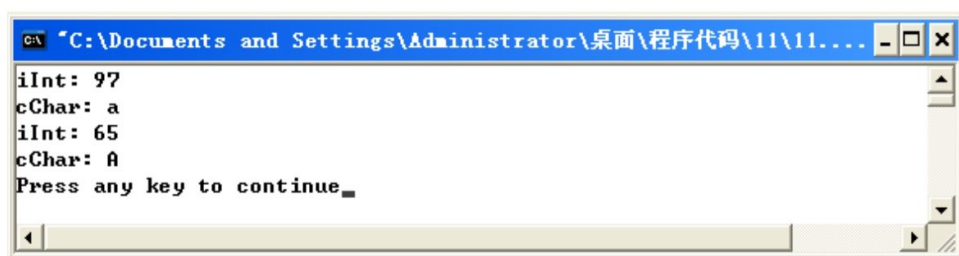 "C:\Documents and Settings\Administrator\桌面\程序代码\11\11....
iInt: 97
cChar: a
iInt: 65
cChar: A
Press any key to continue